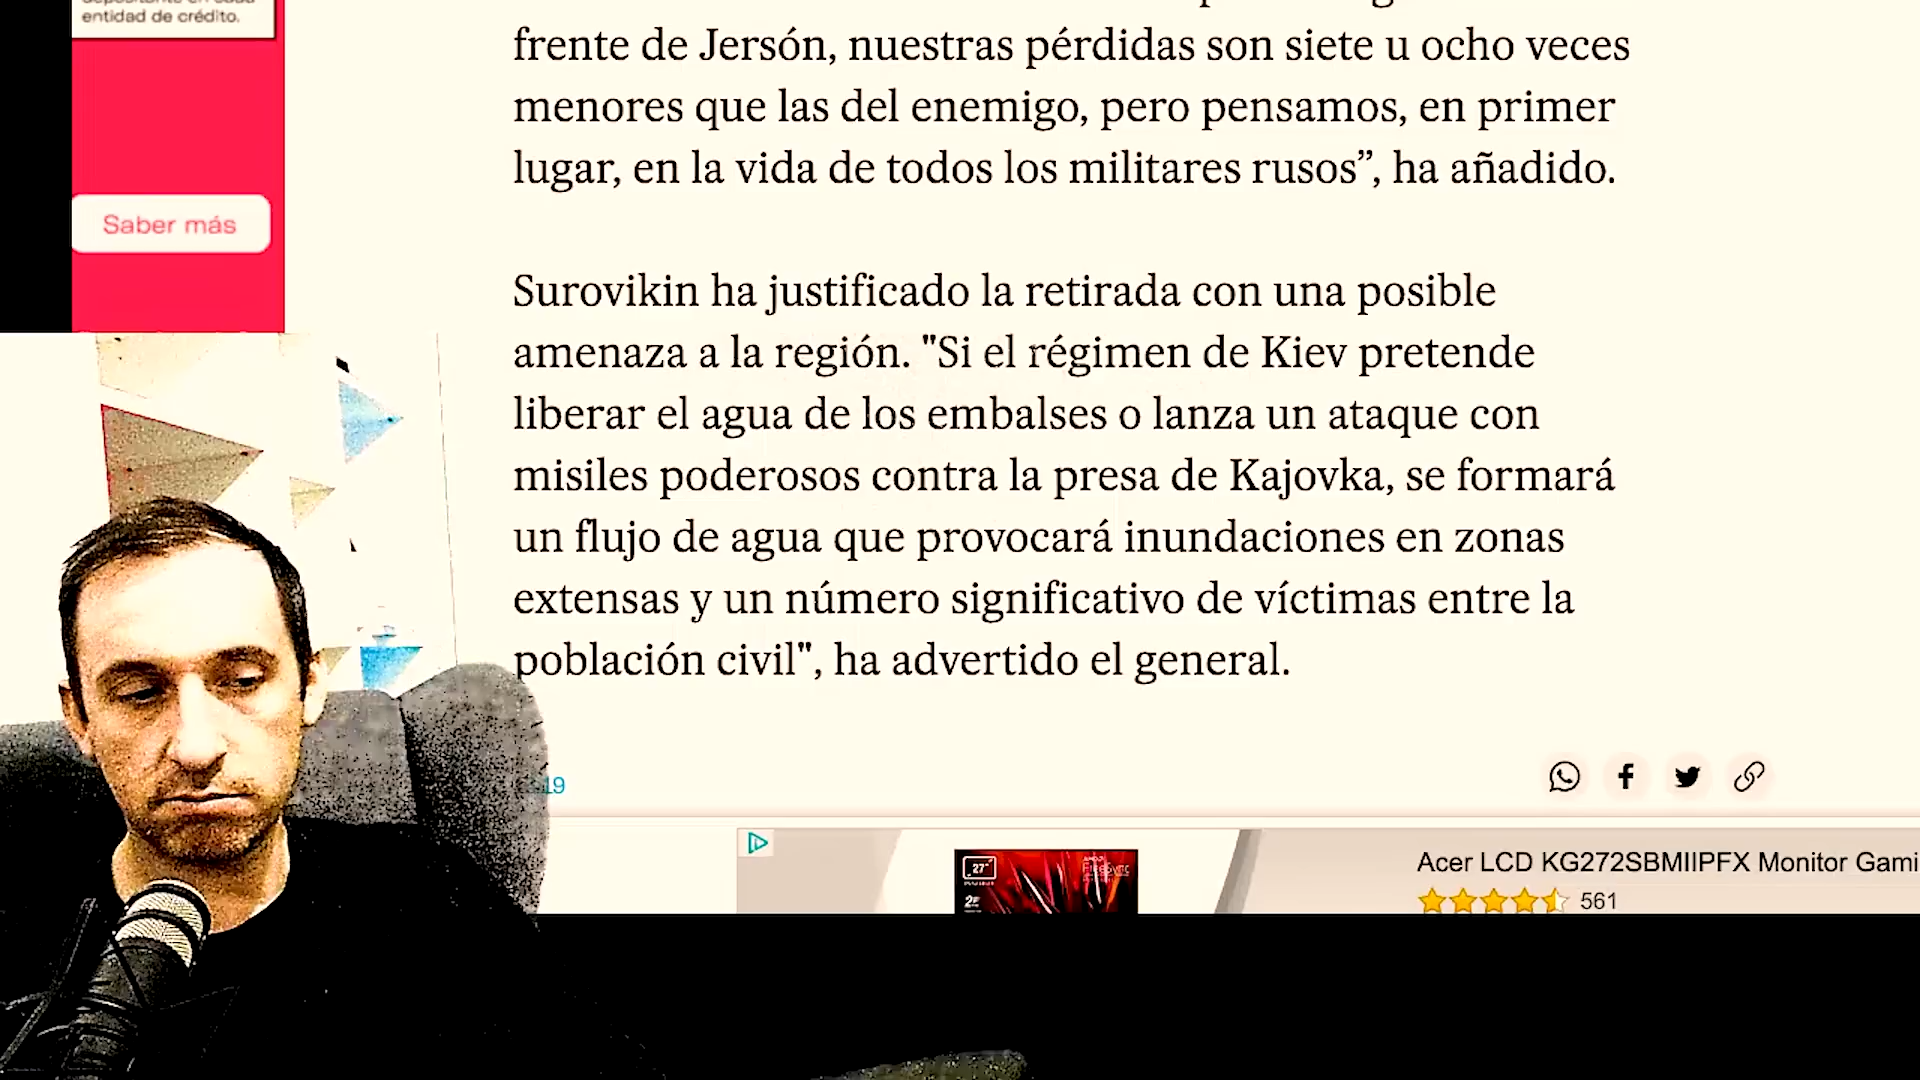 entidad de crédito.
Saber más
frente de Jersón, nuestras pérdidas son siete u ocho veces
menores que las del enemigo, pero pensamos, en primer
lugar, en la vida de todos los militares rusos”, ha añadido.
Surovikin ha justificado la retirada con una posible
amenaza a la región. "Si el régimen de Kiev pretende
liberar el agua de los embalses o lanza un ataque con
misiles poderosos contra la presa de Kajovka, se formará
un flujo de agua que provocará inundaciones en zonas
extensas y un número significativo de víctimas entre la
población civil", ha advertido el general.
19
27"
FreeSync
Acer LCD KG272SBMIIPFX Monitor Gami
561